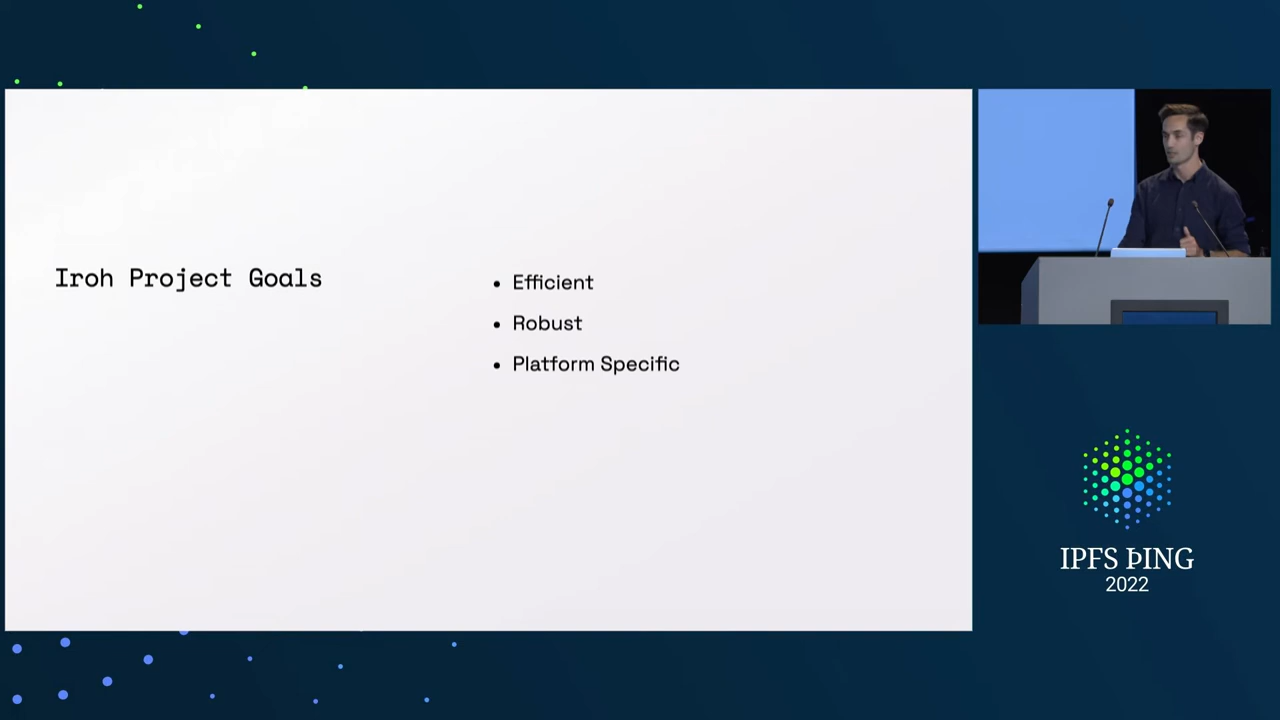 Iroh Project Goals
• Efficient
• Robust
• Platform Specific
IPFS ÞING
2022